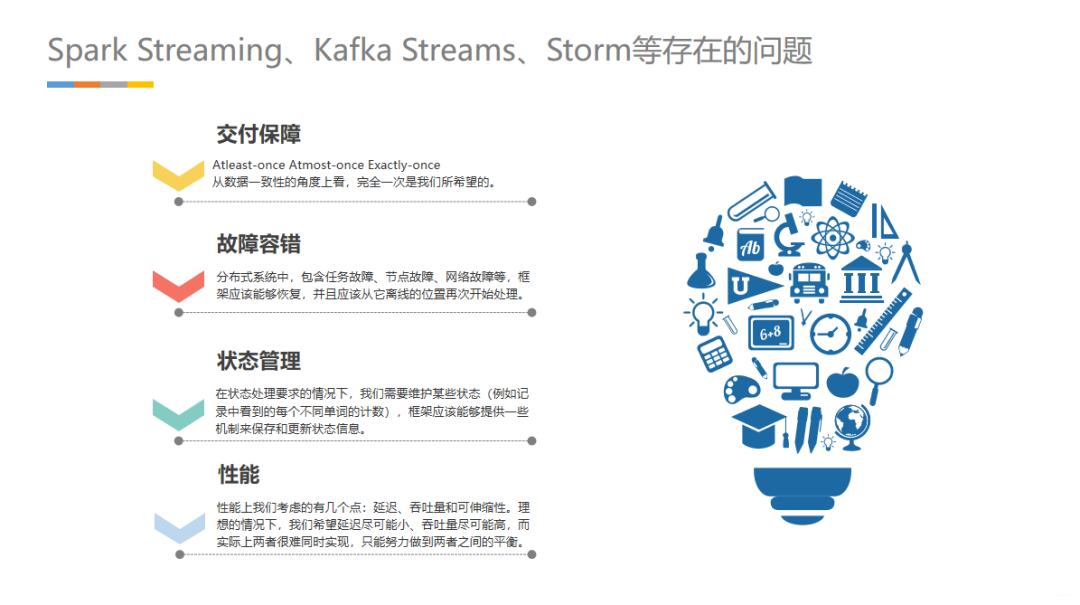 Spark Streaming、Kafka Streams、Storm等存在的问题
交付保障
Atleast-once Atmost-once Exactly-once
从数据一致性的角度上看，完全一次是我们所希望的。
故障容错
分布式系统中，包含任务故障、节点故障、网络故障等，框
架应该能够恢复，并且应该从它离线的位置再次开始处理。
状态管理
在状态处理要求的情况下，我们需要维护某些状态（例如记
录中看到的每个不同单词的计数），框架应该能够提供一些
机制来保存和更新状态信息。
性能
性能上我们考虑的有几个点：延迟、吞吐量和可伸缩性。理
想的情况下，我们希望延迟尽可能小、吞吐量尽可能高，而
实际上两者很难同时实现，只能努力做到两者之间的平衡。
Ab
U
6+8